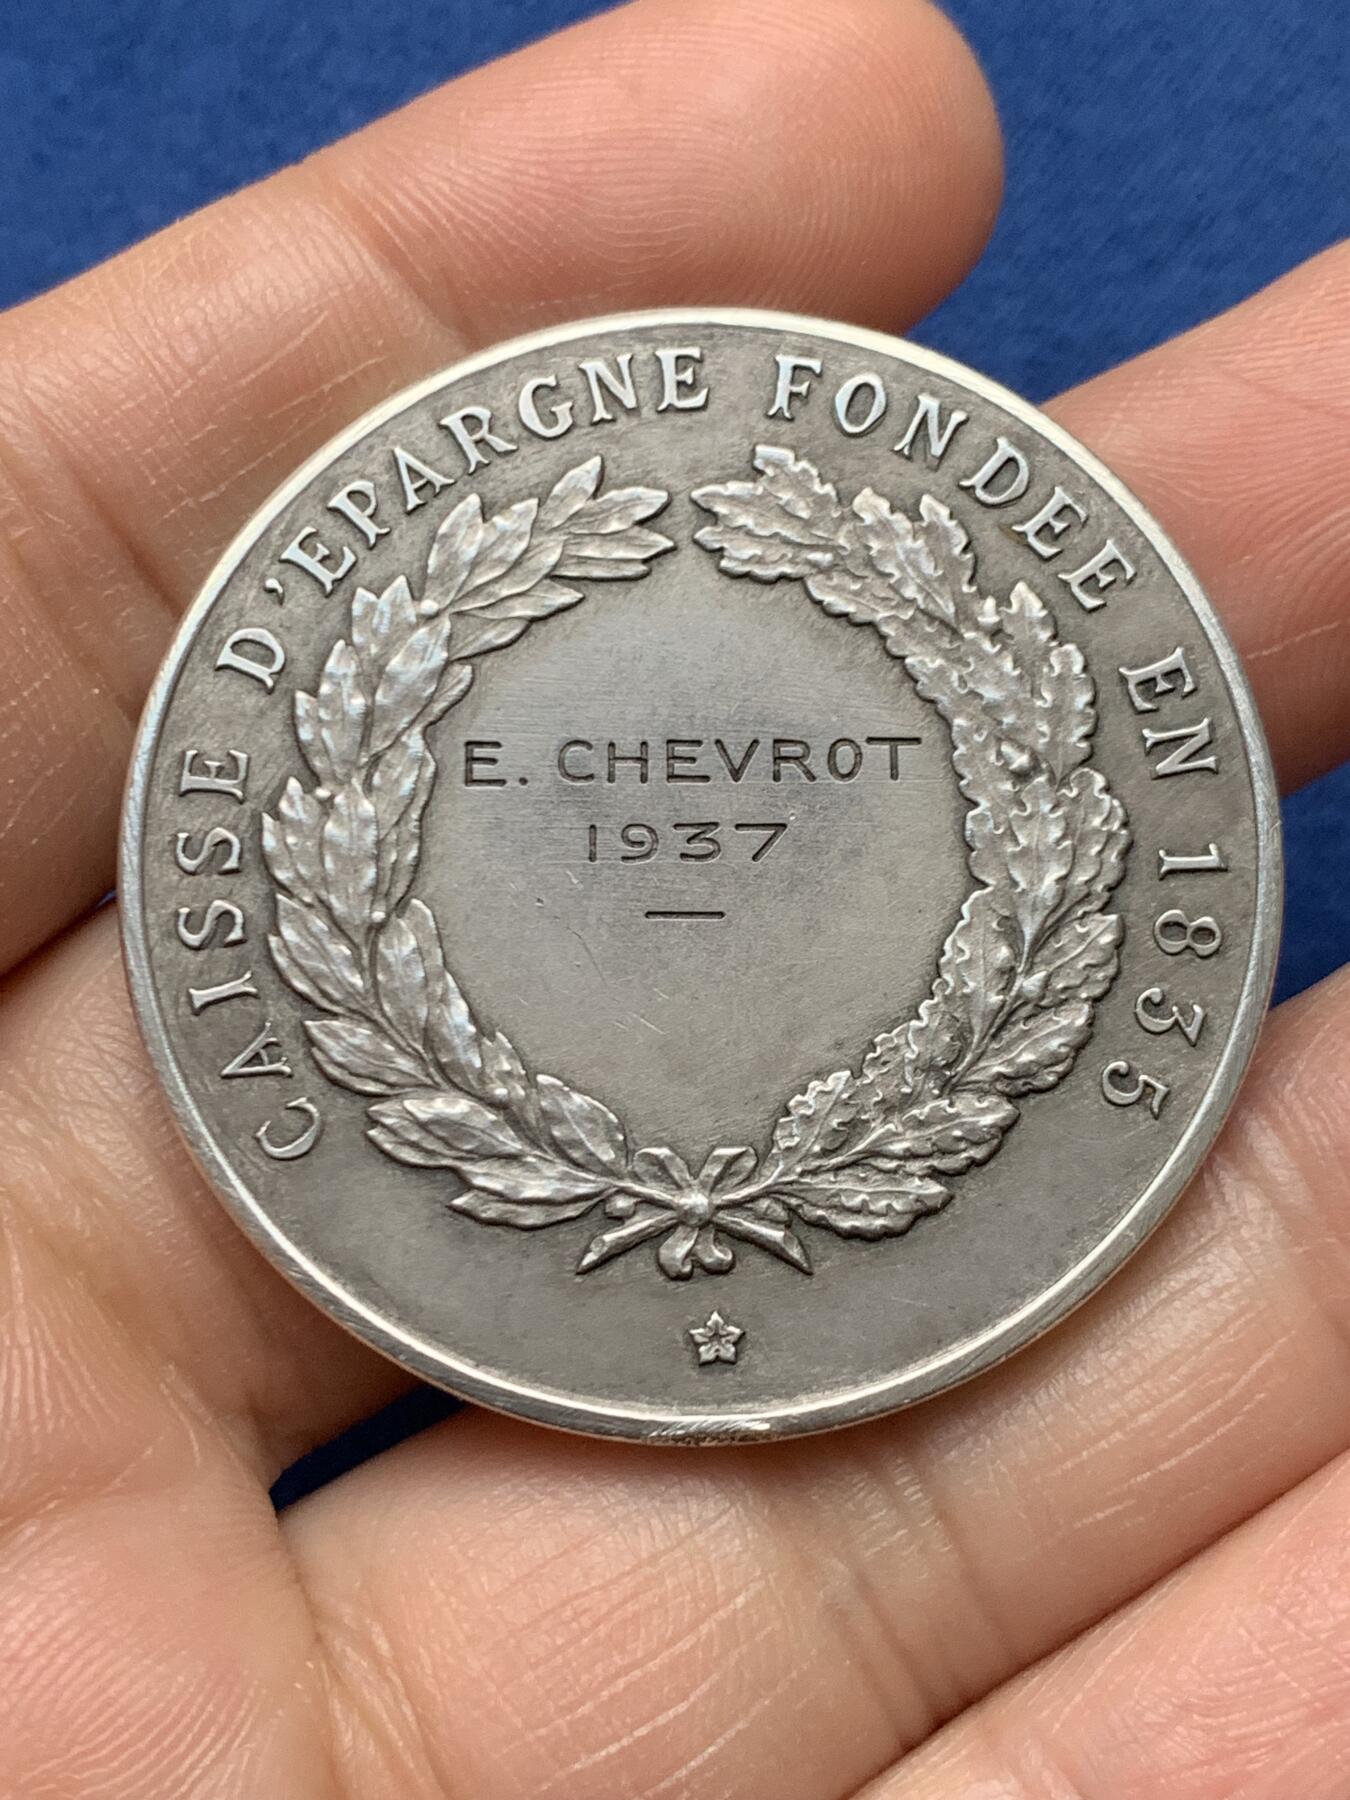 CAISSE D'EPARGNE FONDEE EN 1835
E. CHEVROT
1937